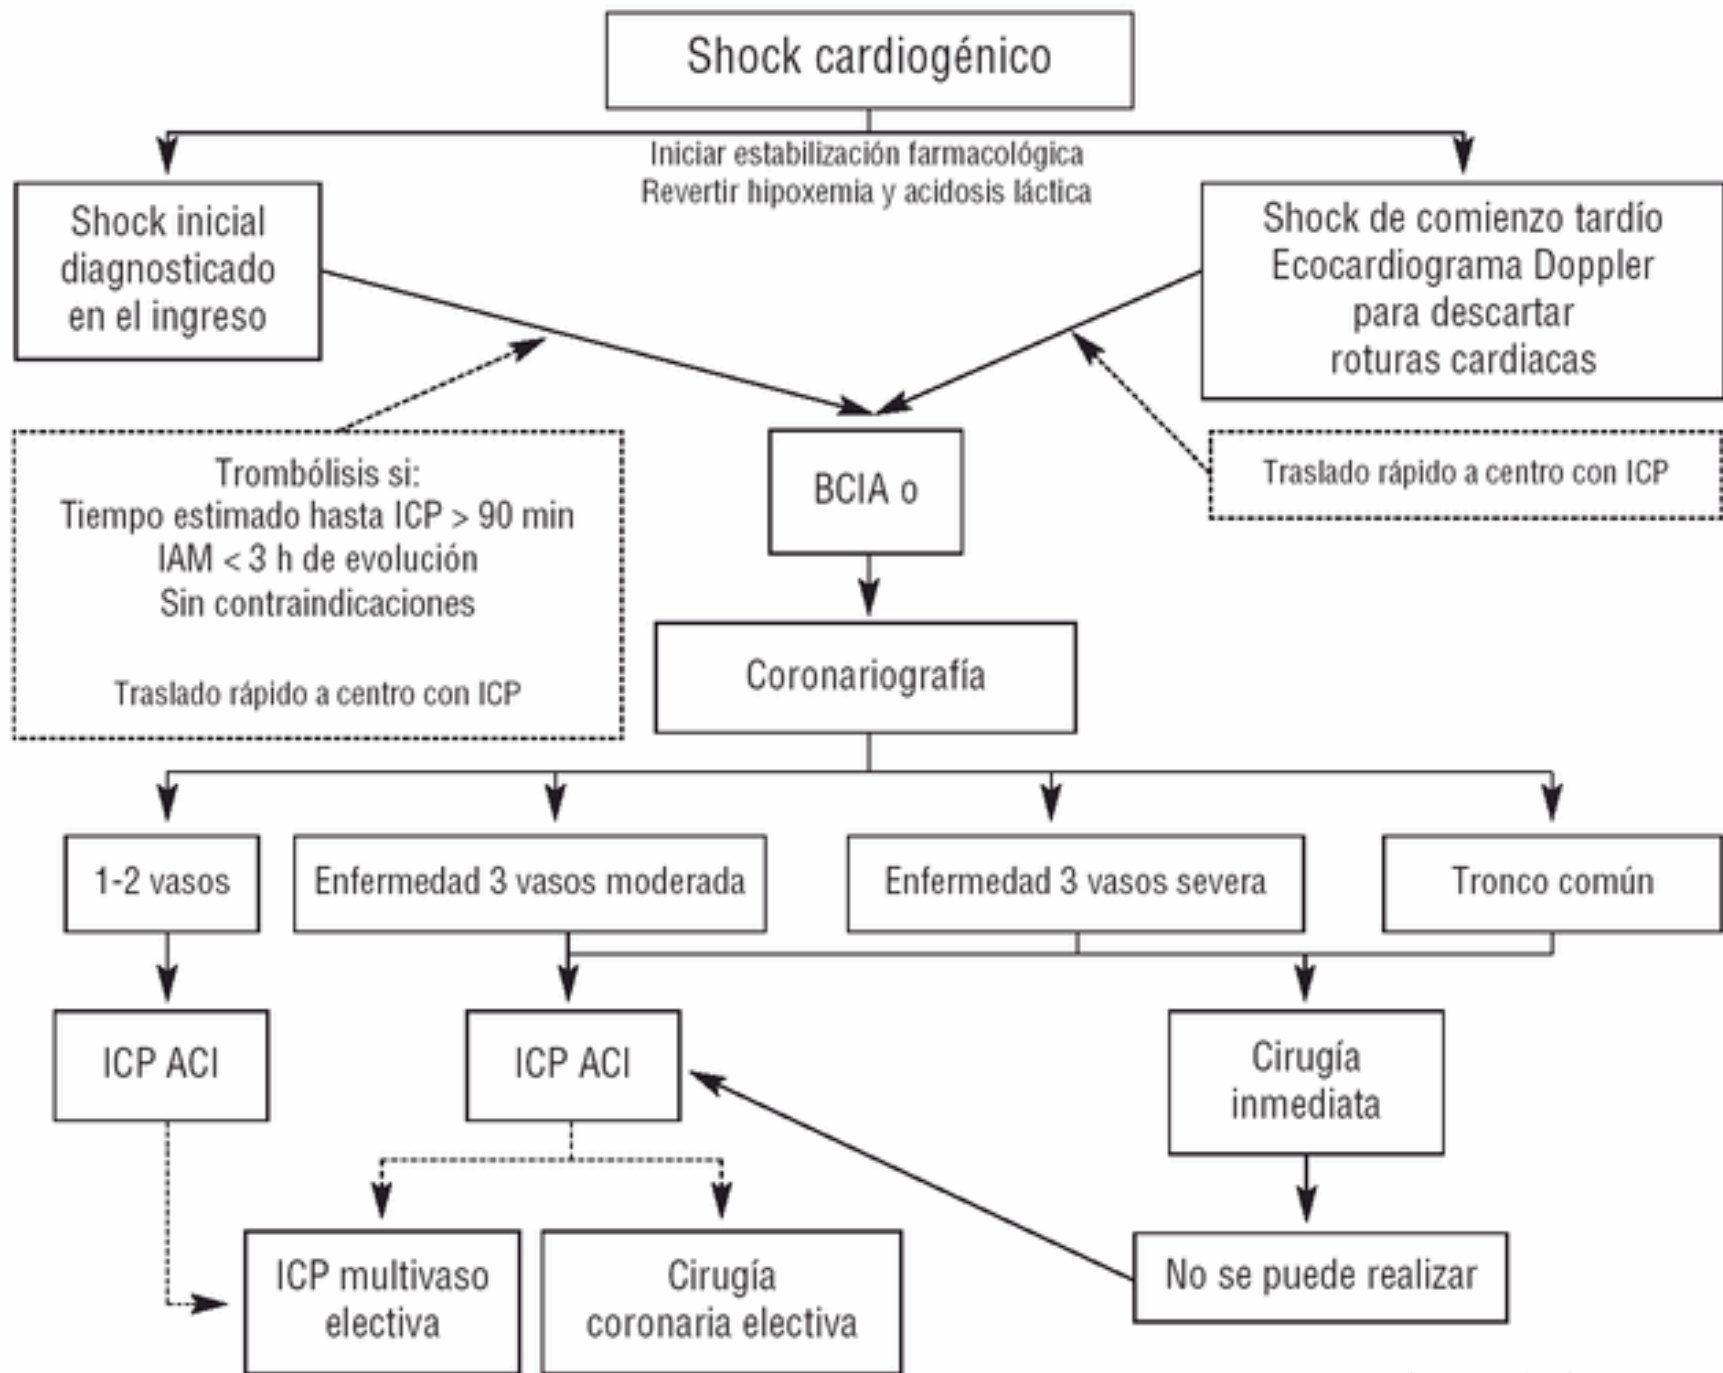 Shock cardiogénico
Iniciar estabilización farmacológica
Revertir hipoxemia y acidosis láctica
Shock inicial
diagnosticado
en el ingreso
Shock de comienzo tardío
Ecocardiograma Doppler
para descartar
roturas cardiacas
Trombólisis si:
Tiempo estimado hasta ICP > 90 min
IAM < 3 h de evolución
Sin contraindicaciones
Traslado rápido a centro con ICP
BCIA o
Traslado rápido a centro con ICP
Coronariografía
1-2 vasos
Enfermedad 3 vasos moderada
Enfermedad 3 vasos severa
Tronco común
ICP ACI
ICP ACI
Cirugía
inmediata
ICP multivaso
electiva
Cirugía
coronaria electiva
No se puede realizar